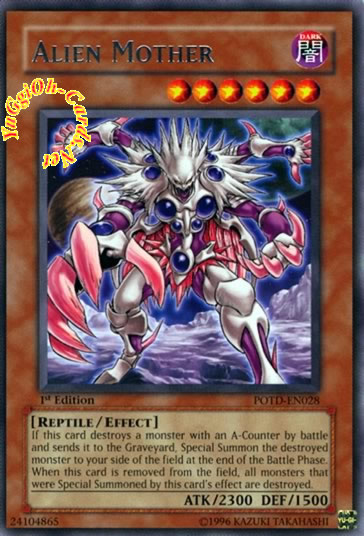 ALIEN MOTHER
DARK
闇
YuGgiOh-Cards.Net
1st Edition
POTD-EN028
[REPTILE/EFFECT]
If this card destroys a monster with an A-Counter by battle
and sends it to the Graveyard, Special Summon the destroyed
monster to your side of the field at the end of the Battle Phase.
When this card is removed from the field, all monsters that
were Special Summoned by this card's effect are destroyed.
ATK/2300 DEF/1500
24104865
©1996 KAZUKI TAKAHASHI